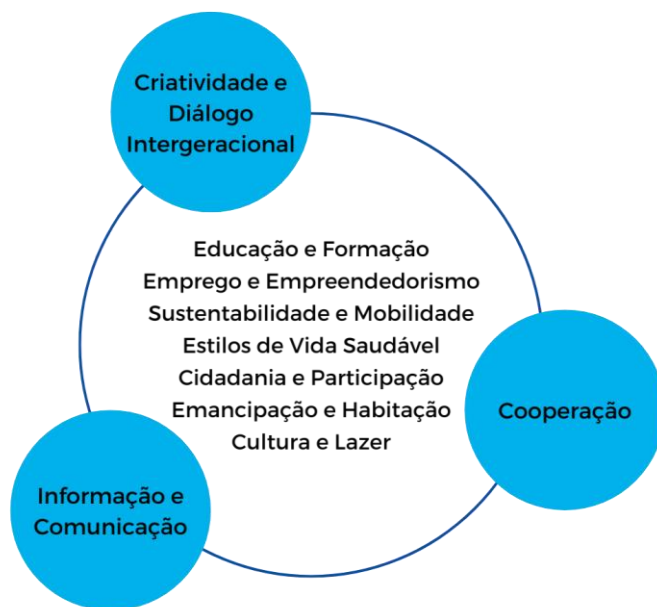 Criatividade e
Diálogo
Intergeracional
Educação e Formação
Emprego e Empreendedorismo
Sustentabilidade e Mobilidade
Estilos de Vida Saudável
Cidadania e Participação
Emancipação e Habitação
Cultura e Lazer
Cooperação
Informação e
Comunicação